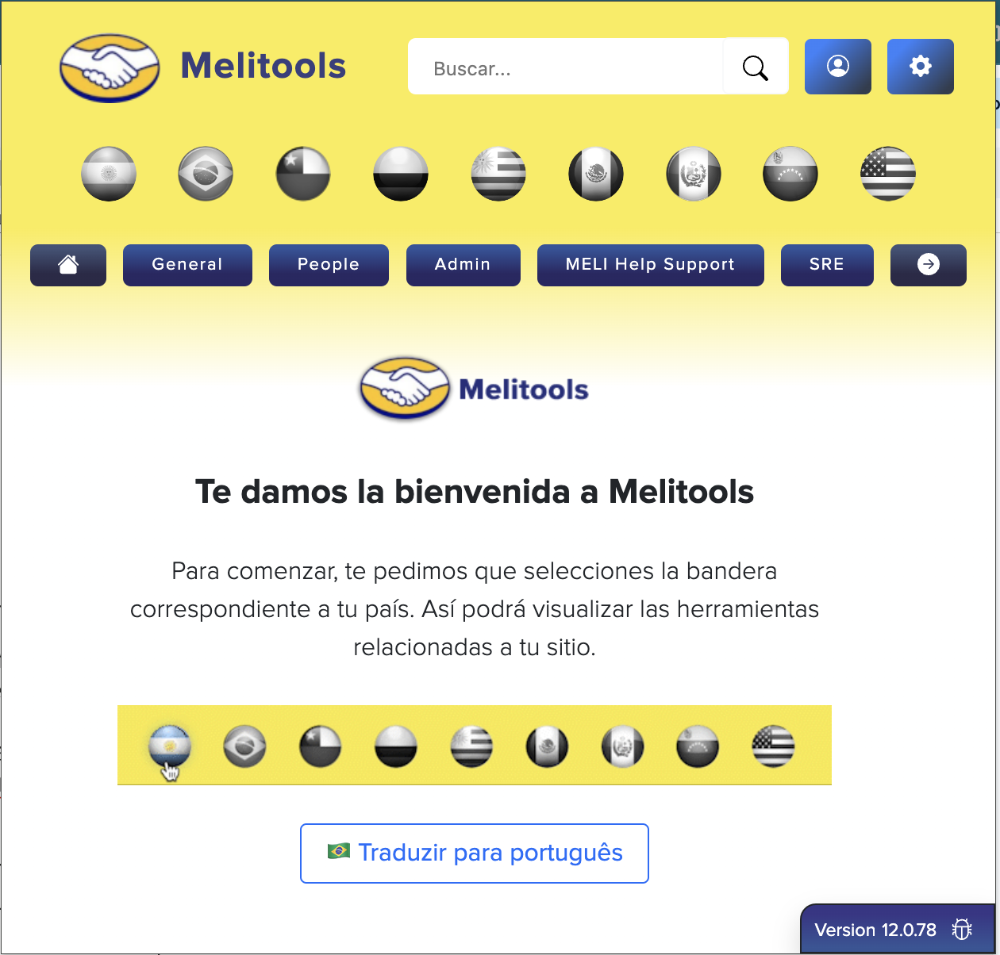 Melitools
Buscar...
General
People
Admin
MELI Help Support
SRE
Melitools
Te damos la bienvenida a Melitools
Para comenzar, te pedimos que selecciones la bandera
correspondiente a tu país. Así podrá visualizar las herramientas
relacionadas a tu sitio.
Traduzir para português
Version 12.0.78